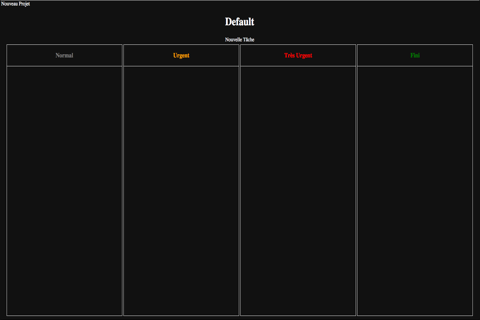 Nouveau Projet
Default
Nouvelle Tâche
Normal
Urgent
Très Urgent
Fini